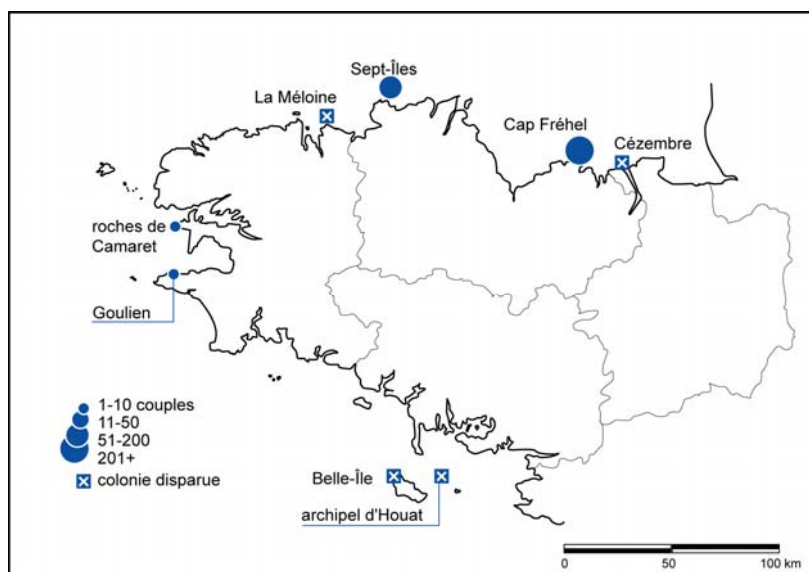 Sept-Îles
La Méloine
Cap Fréhel
Cézembre
roches de
Camaret
Goulien
1-10 couples
11-50
51-200
201+
colonie disparue
Belle-Île
archipel d'Houat
0 50 100 km